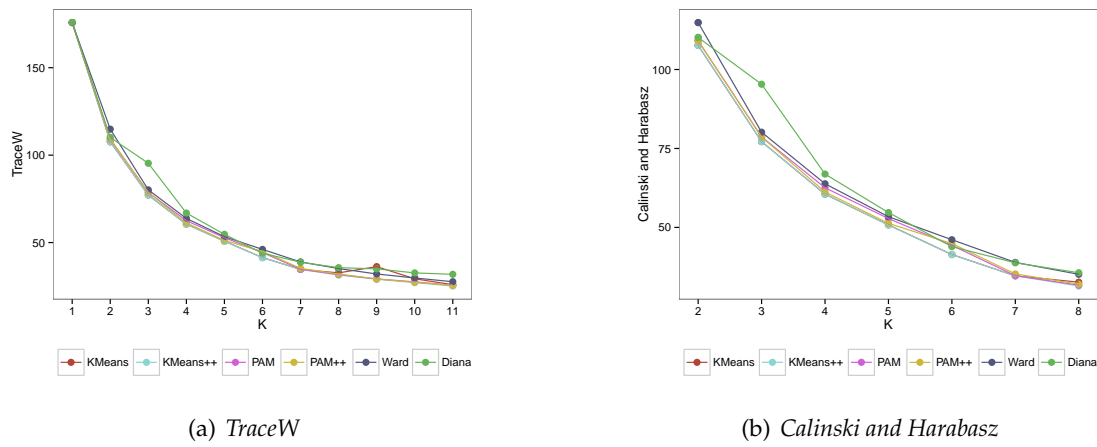 TraceW
150
100
50
1 2 3 4 5 6 7 8 9 10 11
K
KMeans KMeans++ PAM PAM++ Ward Diana
(a) TraceW
Calinski and Harabasz
100
75
50
2 3 4 5 6 7 8
K
KMeans KMeans++ PAM PAM++ Ward Diana
(b) Calinski and Harabasz